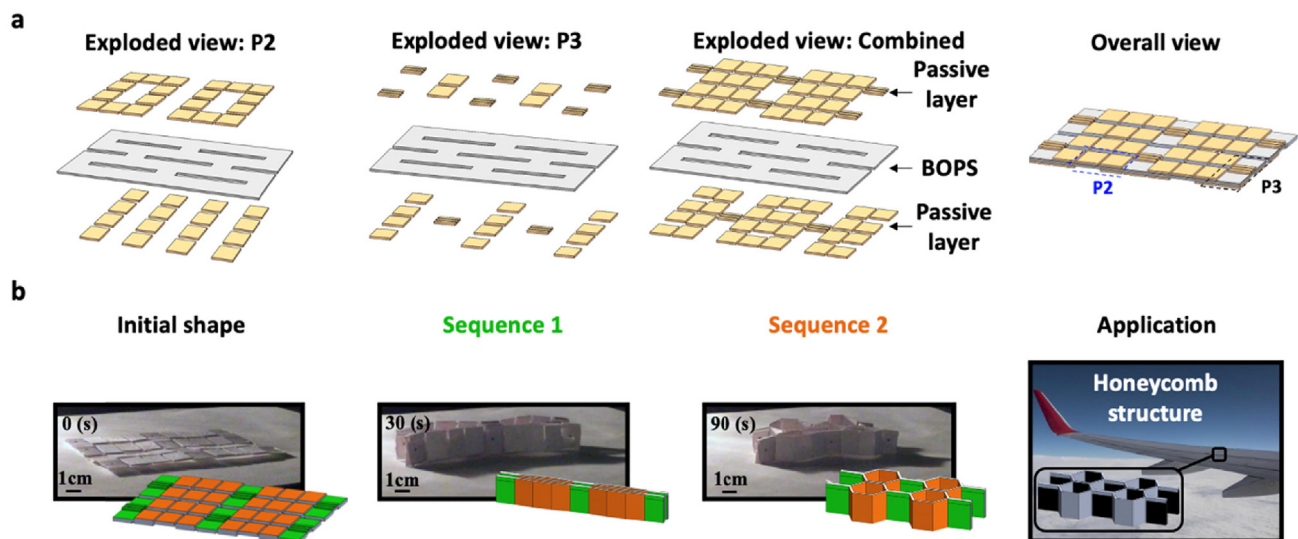 a
Exploded view: P2
Exploded view: P3
Exploded view: Combined
Overall view
Passive
layer
BOPS
Passive
layer
P2
P3
b
Initial shape
Sequence 1
Sequence 2
Application
0 (s)
1cm
30 (s)
1cm
90 (s)
1cm
Honeycomb
structure